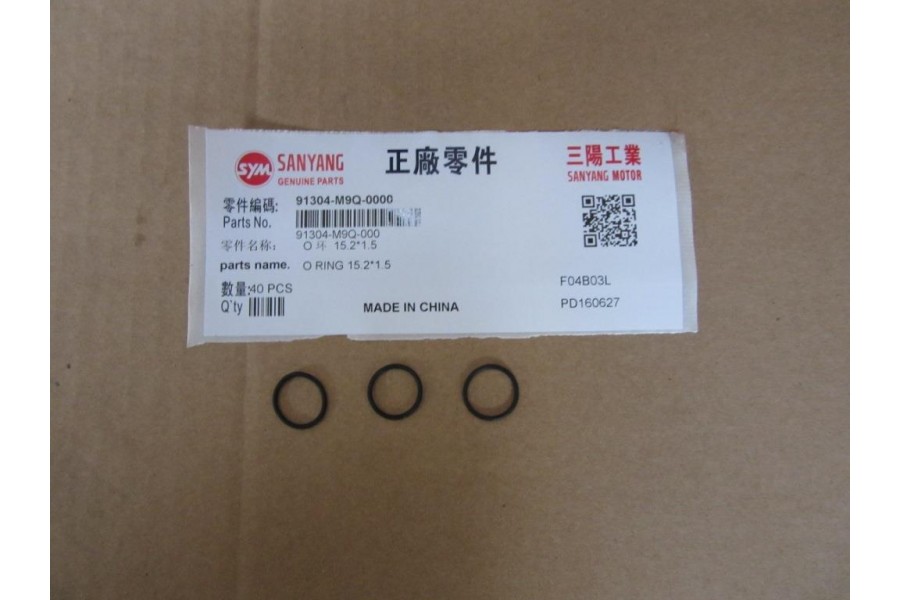 SYM SANYANG
GENUINE PARTS
正廠零件
三陽工業
SANYANG MOTOR
零件編碼: 91304-M9Q-0000
Parts No.
91304-M9Q-000
零件名称: O 环 15.2*1.5
parts name. O RING 15.2*1.5
數量:40 PCS
Q`ty
MADE IN CHINA
F04B03L
PD160627